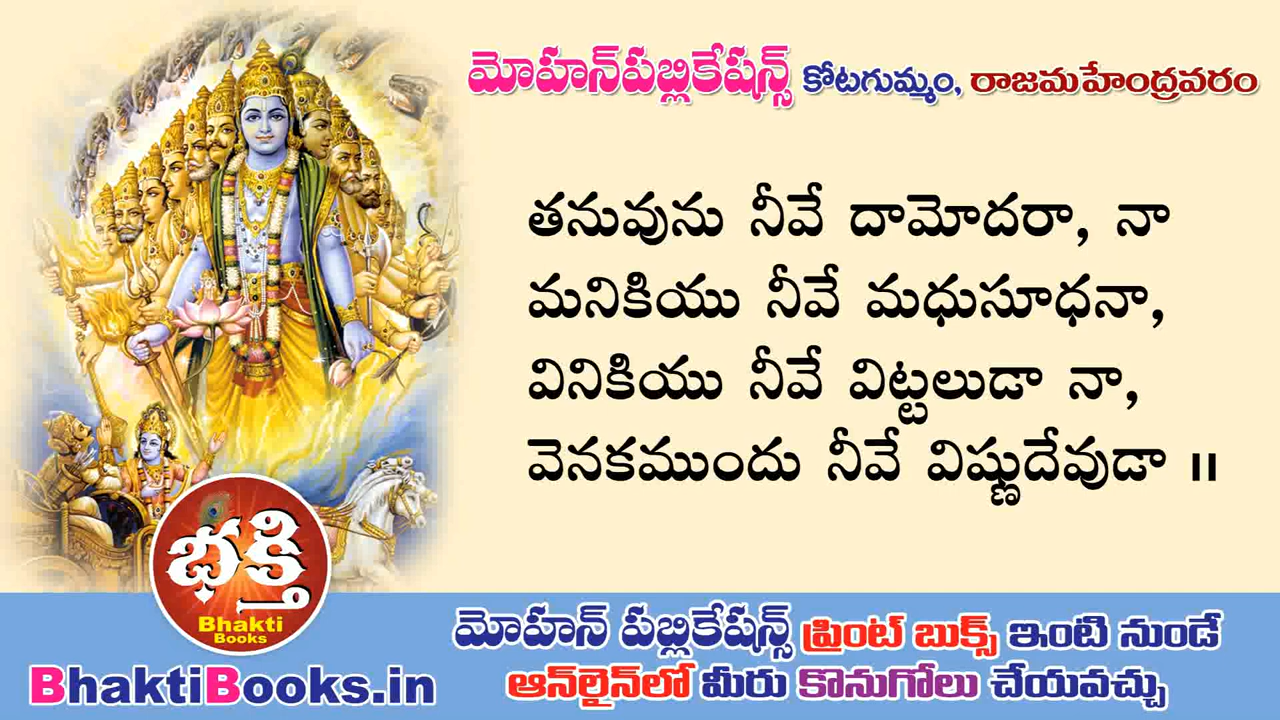 మోహన్‌పబ్లికేషన్స్ కోటగుమ్మం, రాజమహేంద్రవరం
తనువును నీవే దామోదరా, నా
మనికియు నీవే మధుసూధనా,
వినికియు నీవే విట్టలుడా నా,
వెనకముందు నీవే విష్ణుదేవుడా ॥
భక్తి
Bhakti
Books
BhaktiBooks.in
మోహన్ పబ్లికేషన్స్ ప్రింట్ బుక్స్ ఇంటి నుండే
ఆన్‌లైన్‌లో మీరు కొనుగోలు చేయవచ్చు